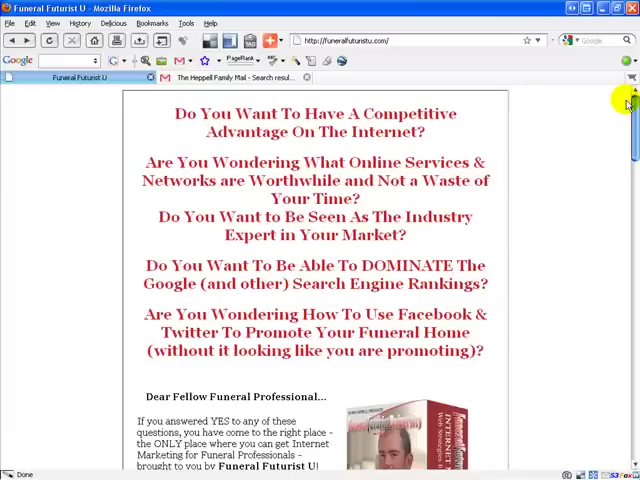 Funeral Futurist U - Mozilla Firefox
File Edit View History Delicious Bookmarks Tools Help
PageRank http://funeralfuturistu.com/ Google
Google PageRank
Funeral Futurist U The Heppell Family Mail - Search resul...
Do You Want To Have A Competitive
Advantage On The Internet?
Are You Wondering What Online Services &
Networks are Worthwhile and Not a Waste of
Your Time?
Do You Want to Be Seen As The Industry
Expert in Your Market?
Do You Want To Be Able To DOMINATE The
Google (and other) Search Engine Rankings?
Are You Wondering How To Use Facebook &
Twitter To Promote Your Funeral Home
(without it looking like you are promoting)?
Dear Fellow Funeral Professional...
If you answered YES to any of these
questions, you have come to the right place -
the ONLY place where you can get Internet
Marketing for Funeral Professionals -
brought to you by Funeral Futurist U!
Done
S3Fox